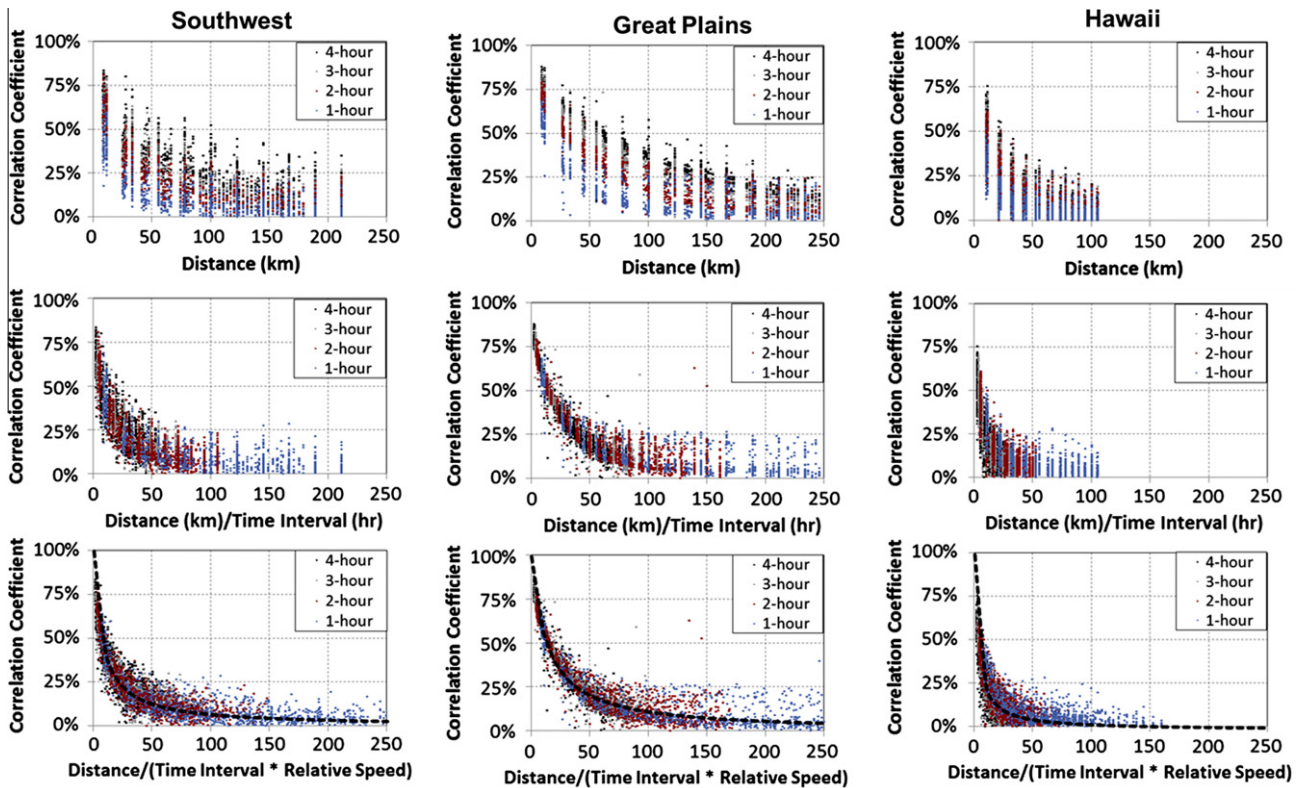 Southwest
Correlation Coefficient
100%
75%
50%
25%
0%
4-hour
3-hour
2-hour
1-hour
0 50 100 150 200 250
Distance (km)
Great Plains
Correlation Coefficient
100%
75%
50%
25%
0%
4-hour
3-hour
2-hour
1-hour
0 50 100 150 200 250
Distance (km)
Hawaii
Correlation Coefficient
100%
75%
50%
25%
0%
4-hour
3-hour
2-hour
1-hour
0 50 100 150 200 250
Distance (km)
Correlation Coefficient
100%
75%
50%
25%
0%
4-hour
3-hour
2-hour
1-hour
0 50 100 150 200 250
Distance (km)/Time Interval (hr)
Correlation Coefficient
100%
75%
50%
25%
0%
4-hour
3-hour
2-hour
1-hour
0 50 100 150 200 250
Distance (km)/Time Interval (hr)
Correlation Coefficient
100%
75%
50%
25%
0%
4-hour
3-hour
2-hour
1-hour
0 50 100 150 200 250
Distance (km)/Time Interval (hr)
Correlation Coefficient
100%
75%
50%
25%
0%
4-hour
3-hour
2-hour
1-hour
0 50 100 150 200 250
Distance/(Time Interval * Relative Speed)
Correlation Coefficient
100%
75%
50%
25%
0%
4-hour
3-hour
2-hour
1-hour
0 50 100 150 200 250
Distance/(Time Interval * Relative Speed)
Correlation Coefficient
100%
75%
50%
25%
0%
4-hour
3-hour
2-hour
1-hour
0 50 100 150 200 250
Distance/(Time Interval * Relative Speed)